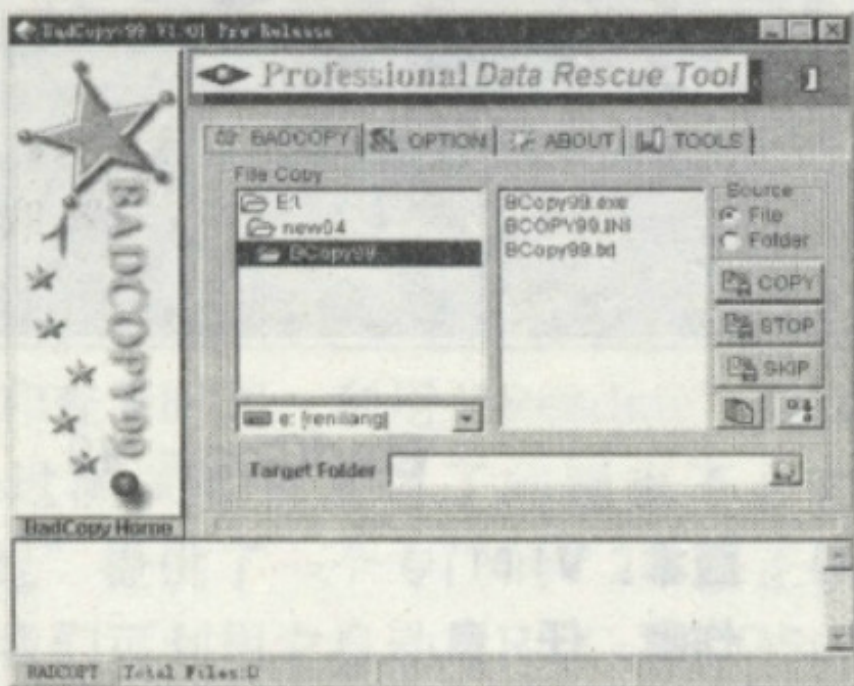 BadCopy99 V1.01 Pre-Release
Professional Data Rescue Tool
BADCOPY
OPTION
ABOUT
TOOLS
File Copy
E:\
new04
BCopy99
e: [renliang]
BCopy99.exe
BCOPY99.INI
BCopy99.txt
Source
File
Folder
COPY
STOP
SKIP
Target Folder
BADCOPY99
BadCopy Home
BADCOPY
Total Files:0